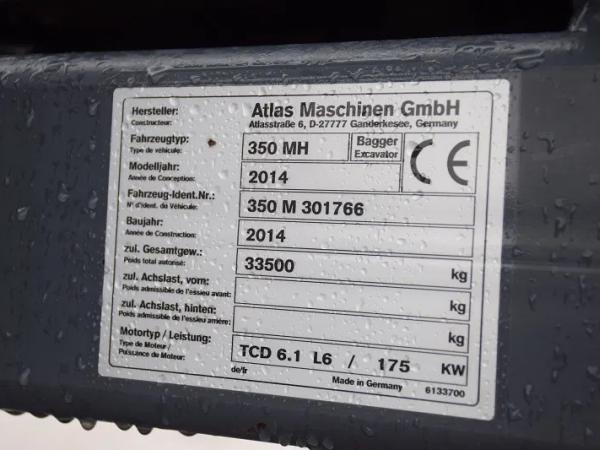 Hersteller: Atlas Maschinen GmbH
Constructeur: Atlasstraße 6, D-27777 Ganderkesee, Germany
Fahrzeugtyp: 350 MH Bagger
Type de véhicule: Excavator
CE
Modelljahr: 2014
Année de Conception:
Fahrzeug-Ident.Nr.: 350 M 301766
N° d'ident. du Véhicule:
Baujahr: 2014
Année de Construction:
zul. Gesamtgew.: 33500 kg
Poids total autorisé:
zul. Achslast, vorn: kg
Poids admissible de l'essieu avant:
zul. Achslast, hinten: kg
Poids admissible de l'essieu arrière:
Motortyp / Leistung: TCD 6.1 L6 / 175 KW
Type de Moteur /
Puissance de Moteur:
de/fr Made in Germany 6133700